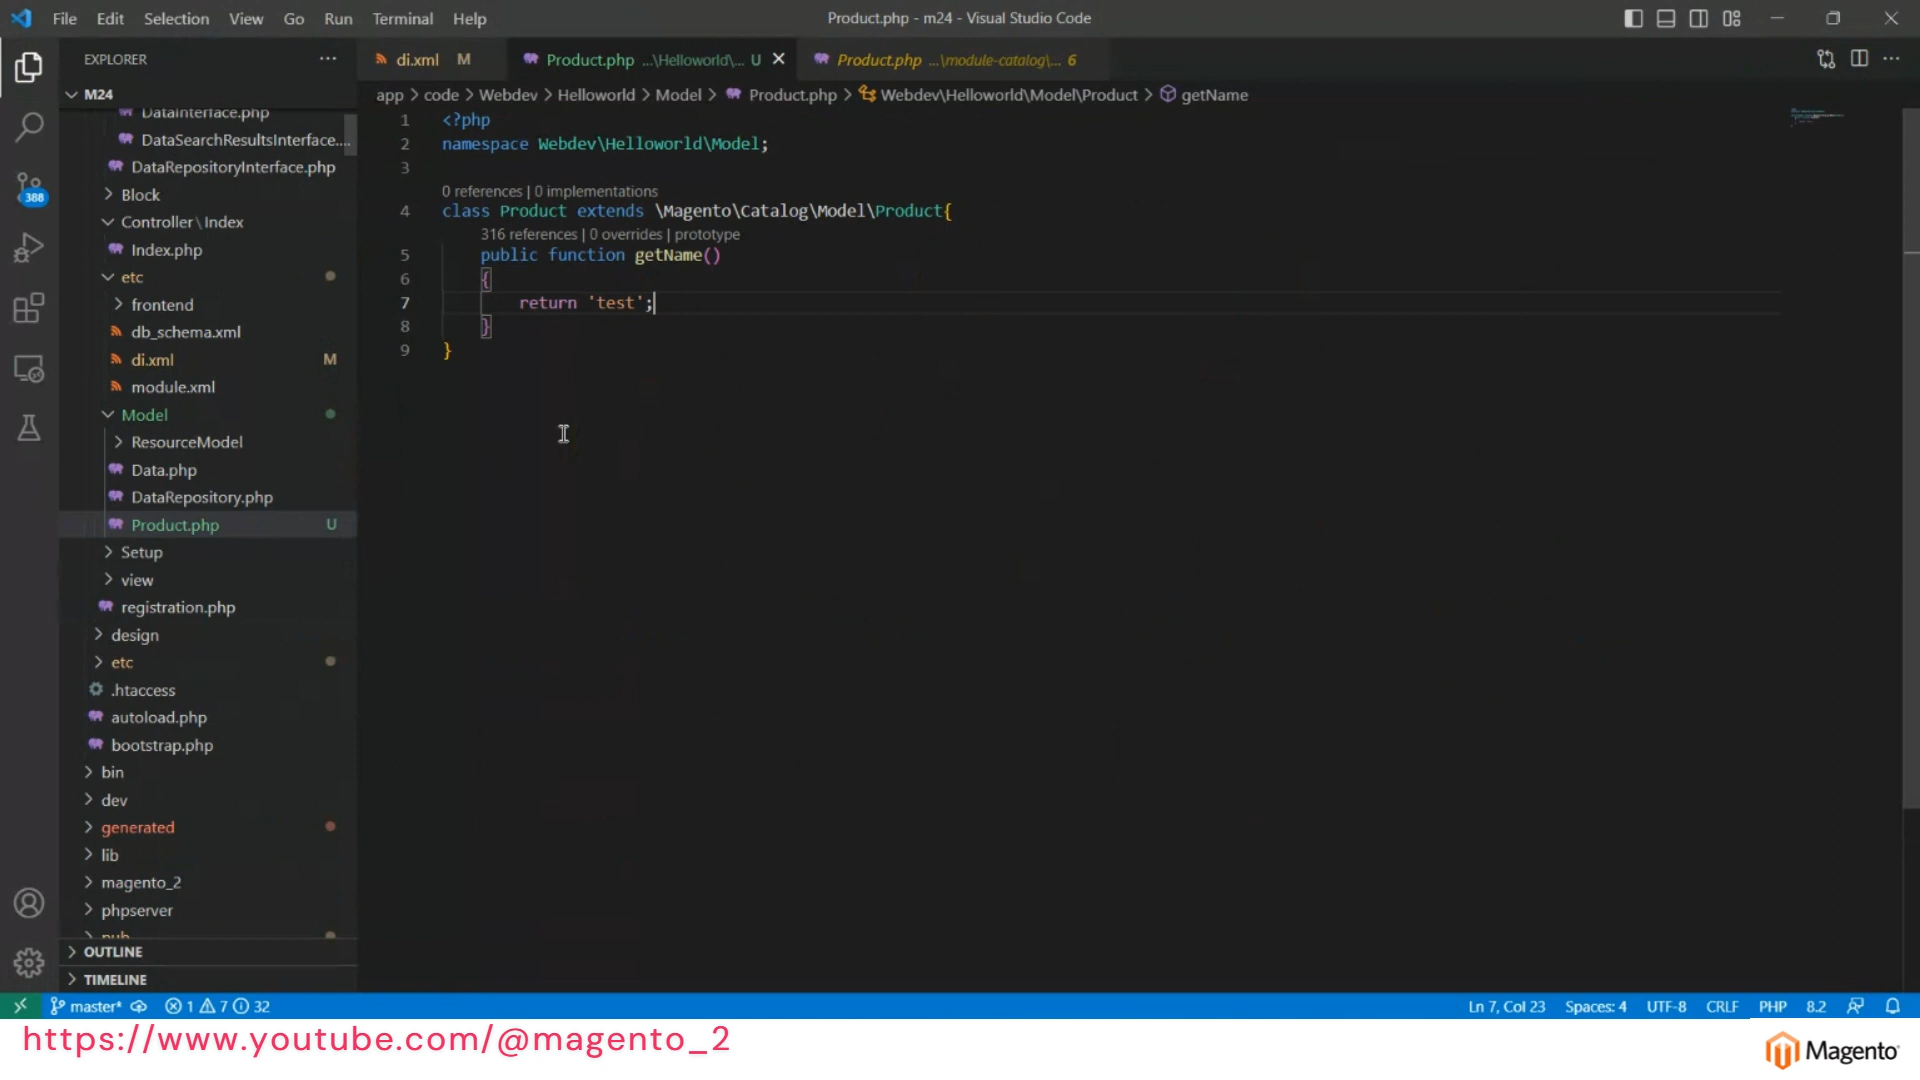 File Edit Selection View Go Run Terminal Help
Product.php - m24 - Visual Studio Code
EXPLORER
di.xml M
Product.php ...\Helloworld\... U
Product.php ...\module-catalog\... 6
M24
app > code > Webdev > Helloworld > Model > Product.php > Webdev\Helloworld\Model\Product > getName
DataInterface.php
DataSearchResultsInterface....
DataRepositoryInterface.php
Block
Controller\Index
Index.php
etc
frontend
db_schema.xml
di.xml M
module.xml
Model
ResourceModel
Data.php
DataRepository.php
Product.php U
Setup
view
registration.php
design
etc
.htaccess
autoload.php
bootstrap.php
bin
dev
generated
lib
magento_2
phpserver
pub
OUTLINE
TIMELINE
388
1 <?php
2 namespace Webdev\Helloworld\Model;
3
0 references | 0 implementations
4 class Product extends \Magento\Catalog\Model\Product{
316 references | 0 overrides | prototype
5 public function getName()
6 {
7 return 'test';
8 }
9 }
master* 1 7 32
Ln 7, Col 23 Spaces: 4 UTF-8 CRLF PHP 8.2
https://www.youtube.com/@magento_2
Magento